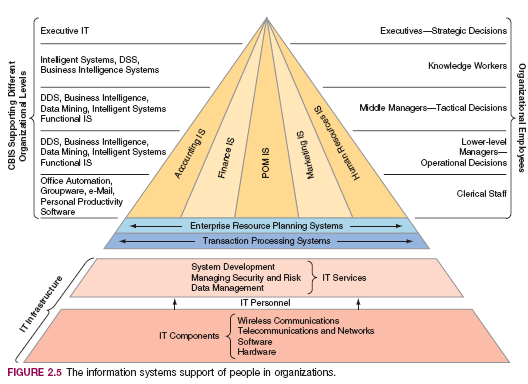 Executive IT
Executives—Strategic Decisions
Intelligent Systems, DSS,
Business Intelligence Systems
Knowledge Workers
DDS, Business Intelligence,
Data Mining, Intelligent Systems
Functional IS
Middle Managers—Tactical Decisions
DDS, Business Intelligence,
Data Mining, Intelligent Systems
Functional IS
Lower-level
Managers—
Operational Decisions
Office Automation,
Groupware, e-Mail,
Personal Productivity
Software
Clerical Staff
CBIS Supporting Different
Organizational Levels
Organizational Employees
Accounting IS
Finance IS
POM IS
Marketing IS
Human Resources IS
Enterprise Resource Planning Systems
Transaction Processing Systems
IT Infrastructure
System Development
Managing Security and Risk
Data Management
IT Services
IT Personnel
IT Components
Wireless Communications
Telecommunications and Networks
Software
Hardware
FIGURE 2.5 The information systems support of people in organizations.